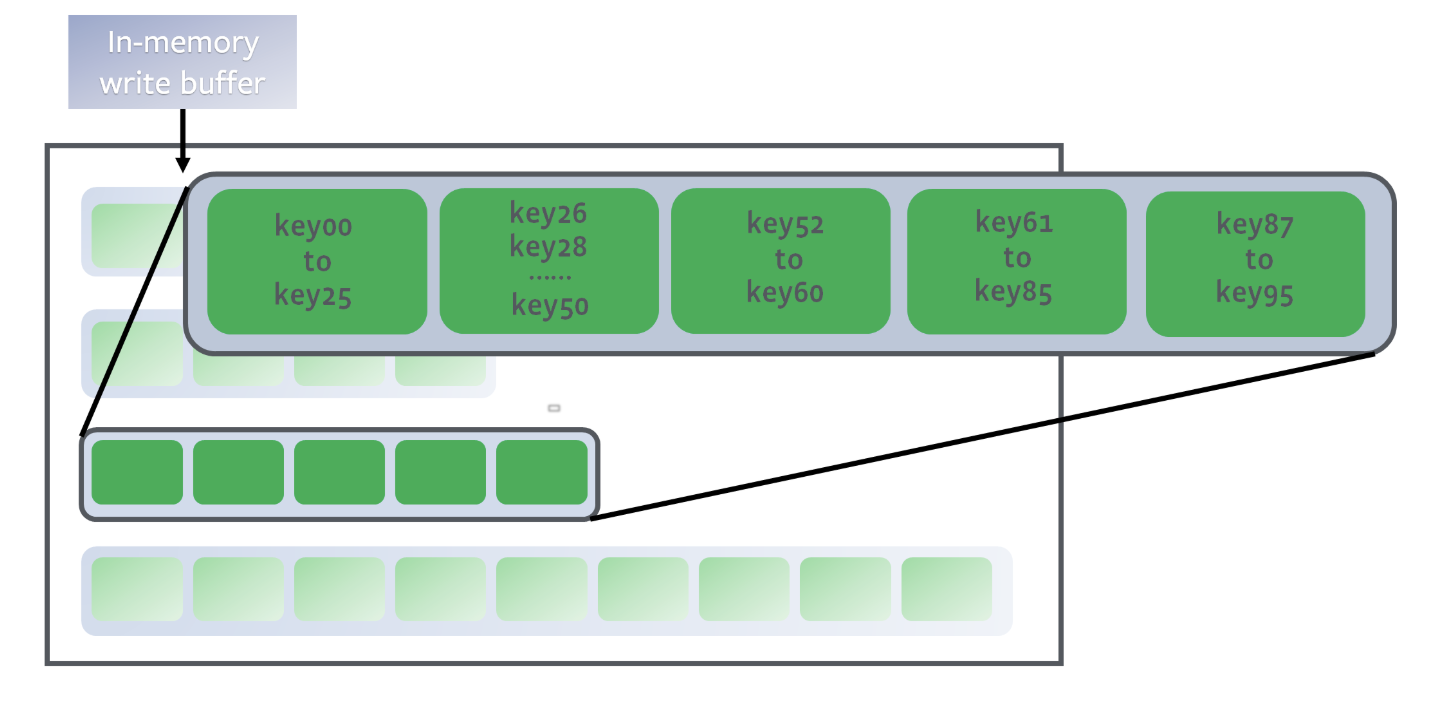 In-memory
write buffer
key00
to
key25
key26
key28
......
key50
key52
to
key60
key61
to
key85
key87
to
key95